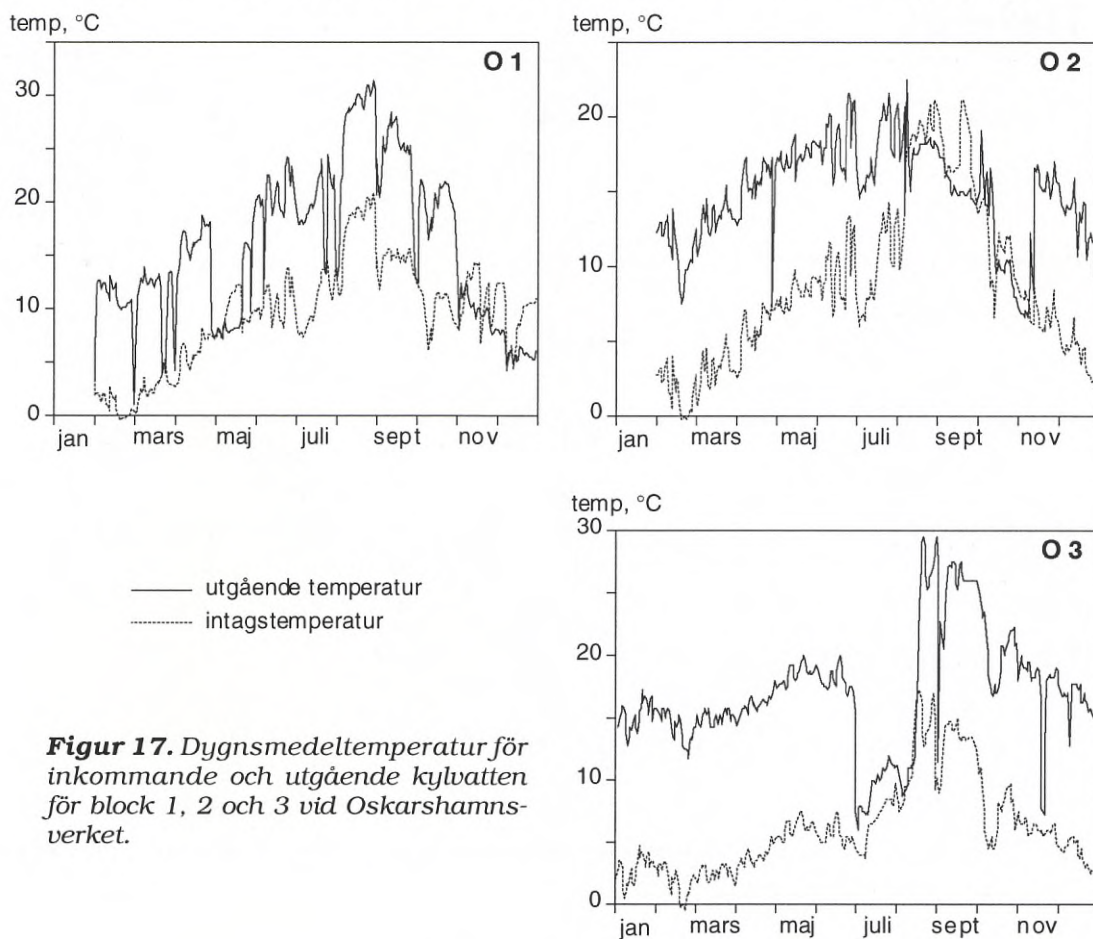 temp, °C
O 1
30
20
10
0
jan mars maj juli sept nov
temp, °C
O 2
20
10
0
jan mars maj juli sept nov
utgående temperatur
intagstemperatur
Figur 17. Dygnsmedeltemperatur för
inkommande och utgående kylvatten
för block 1, 2 och 3 vid Oskarshamns-
verket.
temp, °C
O 3
30
20
10
0
jan mars maj juli sept nov